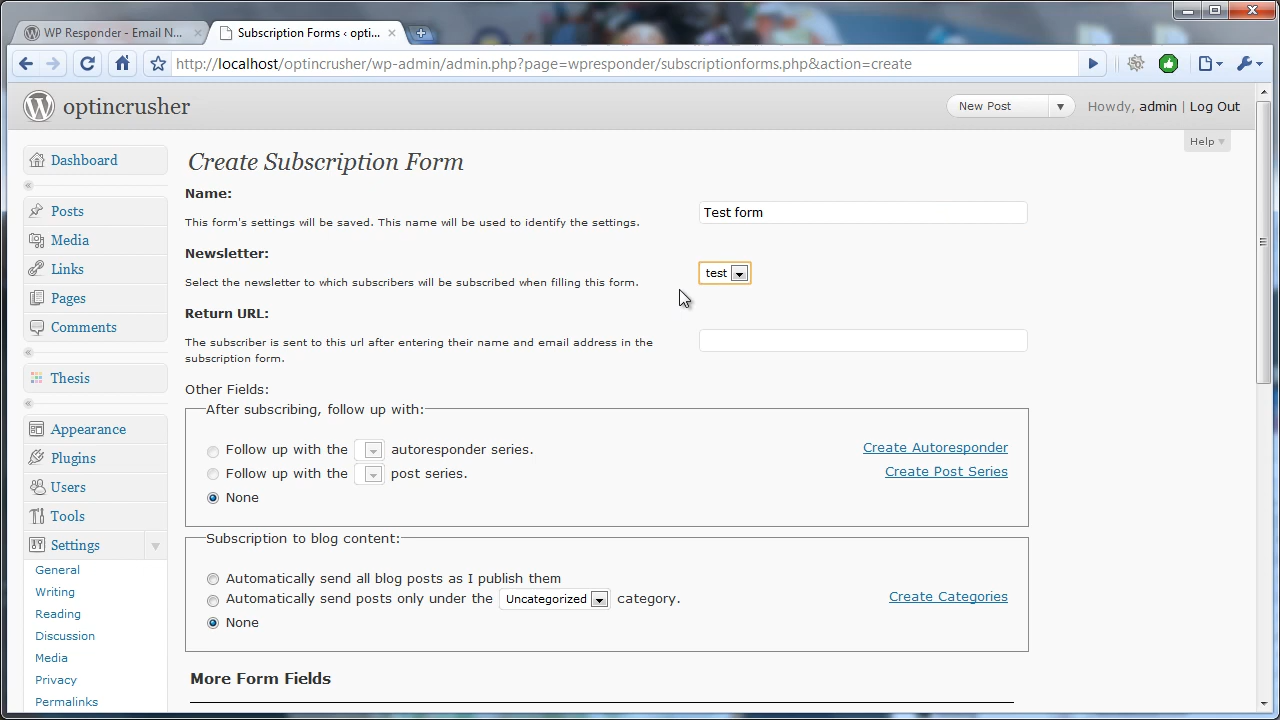 WP Responder - Email N...
Subscription Forms ‹ opti...
http://localhost/optincrusher/wp-admin/admin.php?page=wpresponder/subscriptionforms.php&action=create
optincrusher
New Post
Howdy, admin | Log Out
Help
Dashboard
Posts
Media
Links
Pages
Comments
Thesis
Appearance
Plugins
Users
Tools
Settings
General
Writing
Reading
Discussion
Media
Privacy
Permalinks
Create Subscription Form
Name:
This form's settings will be saved. This name will be used to identify the settings.
Test form
Newsletter:
Select the newsletter to which subscribers will be subscribed when filling this form.
test
Return URL:
The subscriber is sent to this url after entering their name and email address in the
subscription form.
Other Fields:
After subscribing, follow up with:
Follow up with the autoresponder series.
Create Autoresponder
Follow up with the post series.
Create Post Series
None
Subscription to blog content:
Automatically send all blog posts as I publish them
Automatically send posts only under the Uncategorized category.
Create Categories
None
More Form Fields